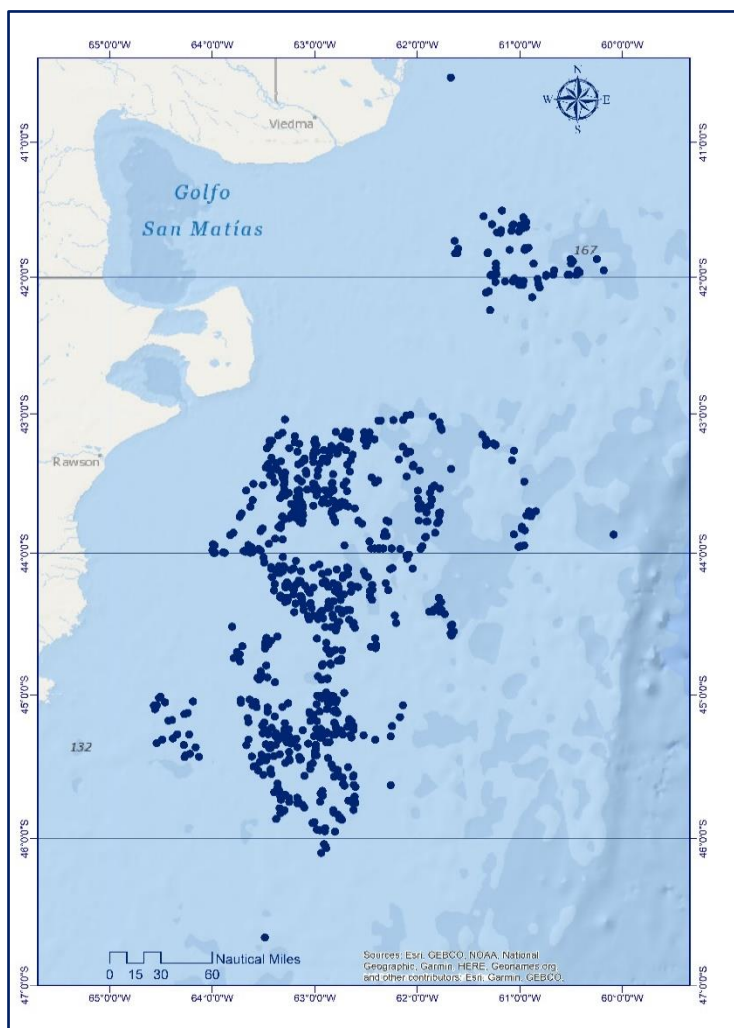 65°0'0"W 64°0'0"W 63°0'0"W 62°0'0"W 61°0'0"W 60°0'0"W
N
W E
S
Viedma
41°0'0"S 41°0'0"S
Golfo
San Matías
167
42°0'0"S 42°0'0"S
43°0'0"S 43°0'0"S
Rawson
44°0'0"S 44°0'0"S
45°0'0"S 45°0'0"S
132
46°0'0"S 46°0'0"S
Nautical Miles
0 15 30 60
Sources: Esri, GEBCO, NOAA, National
Geographic, Garmin, HERE, Geonames.org,
and other contributors: Esri, Garmin, GEBCO,
47°0'0"S 47°0'0"S
65°0'0"W 64°0'0"W 63°0'0"W 62°0'0"W 61°0'0"W 60°0'0"W